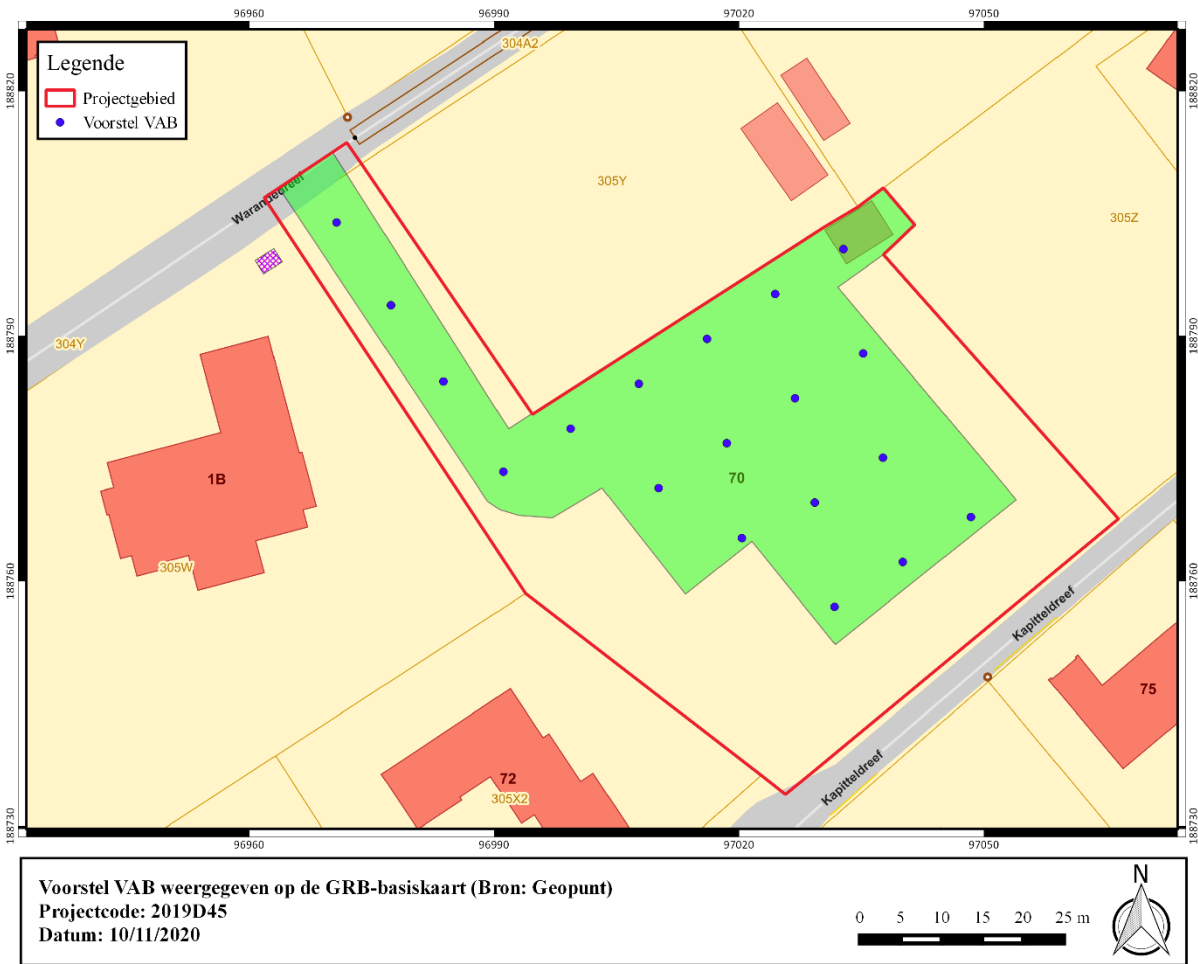 96960 96990 97020 97050
188820
188790
188760
188730
188820
188790
188760
188730
Legende
Projectgebied
Voorstel VAB
304A2
Warandedreef
305Y
305Z
304Y
1B
305W
70
72
305X2
75
Kapitteldreef
Kapitteldreef
96960 96990 97020 97050
Voorstel VAB weergegeven op de GRB-basiskaart (Bron: Geopunt)
Projectcode: 2019D45
Datum: 10/11/2020
0 5 10 15 20 25 m
N